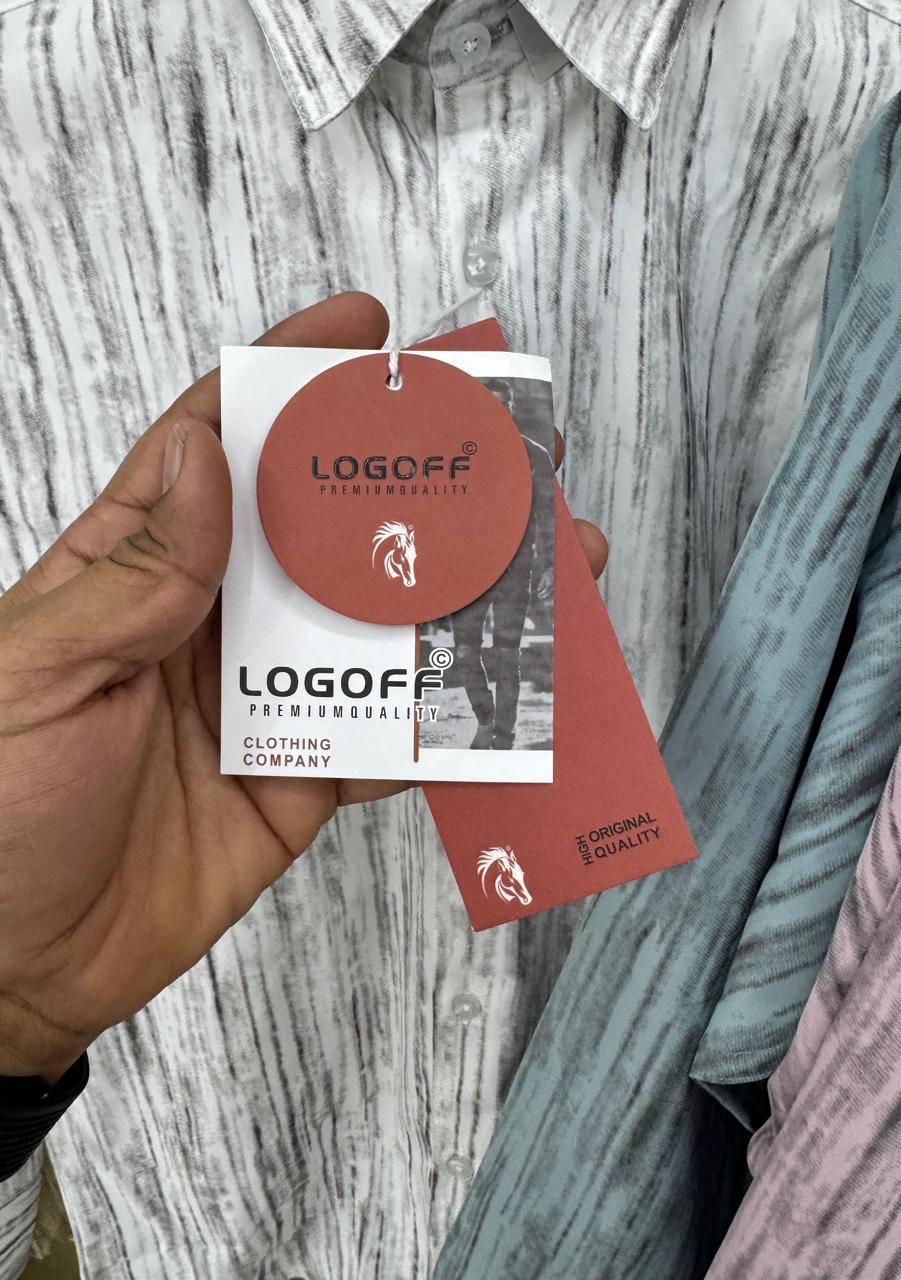 LOGOFF©
PREMIUMQUALITY
LOGOFF©
PREMIUMQUALITY
CLOTHING
COMPANY
HIGH
ORIGINAL
QUALITY